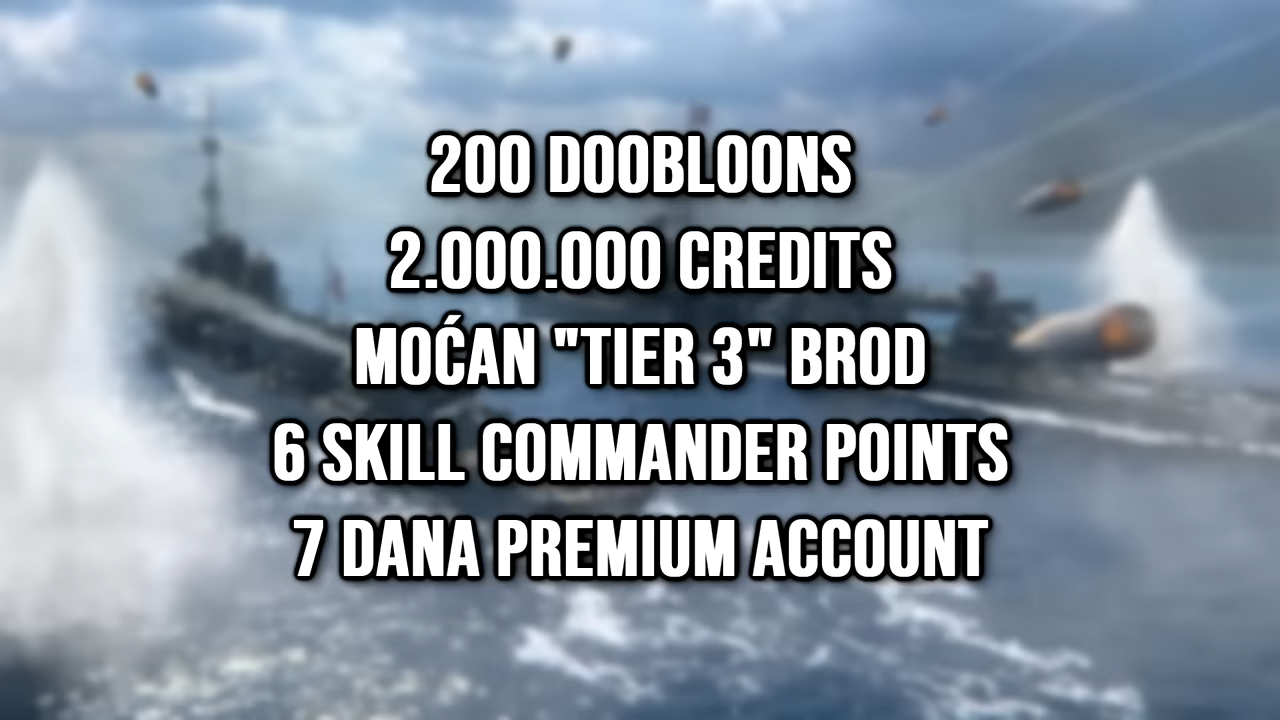 200 DOOBLOONS
2.000.000 CREDITS
MOĆAN "TIER 3" BROD
6 SKILL COMMANDER POINTS
7 DANA PREMIUM ACCOUNT